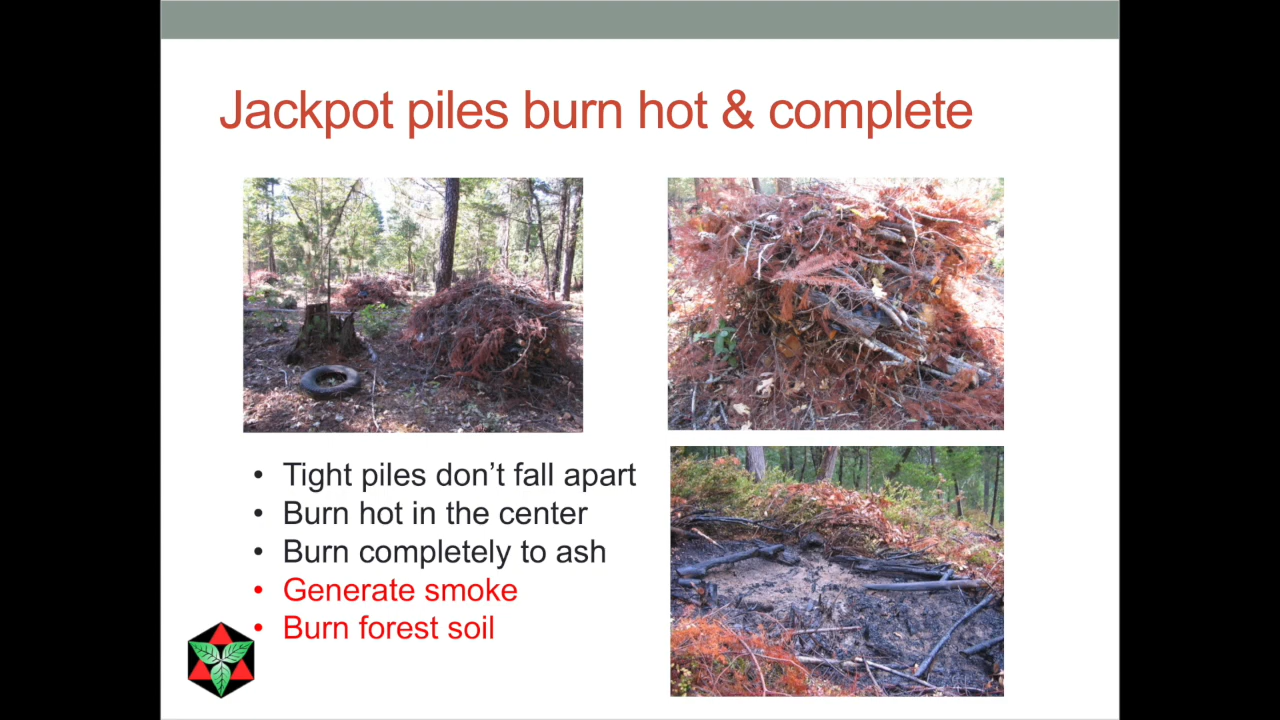 Jackpot piles burn hot & complete
• Tight piles don’t fall apart
• Burn hot in the center
• Burn completely to ash
• Generate smoke
• Burn forest soil